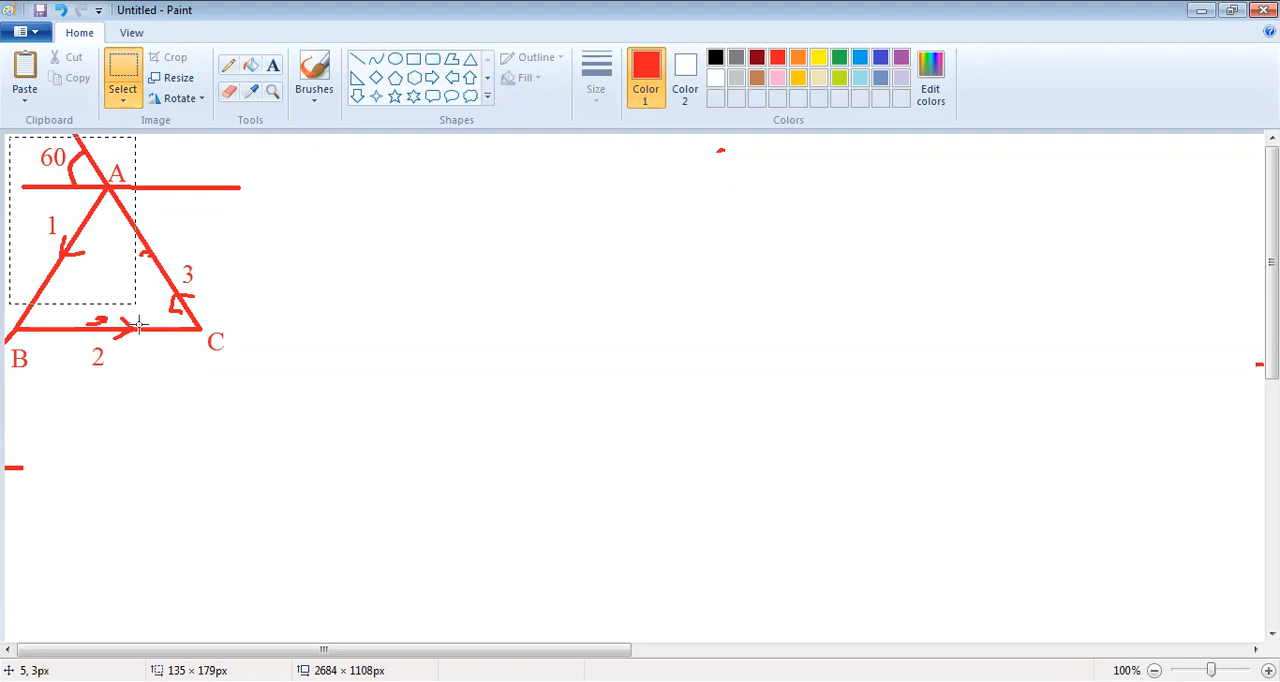 Untitled - Paint
Home View
Paste
Cut
Copy
Clipboard
Select
Crop
Resize
Rotate
Image
A
Tools
Brushes
Outline
Fill
Shapes
Size
Color 1
Color 2
Edit colors
Colors
60
A
1
3
B
2
C
5, 3px
135 × 179px
2684 × 1108px
100%